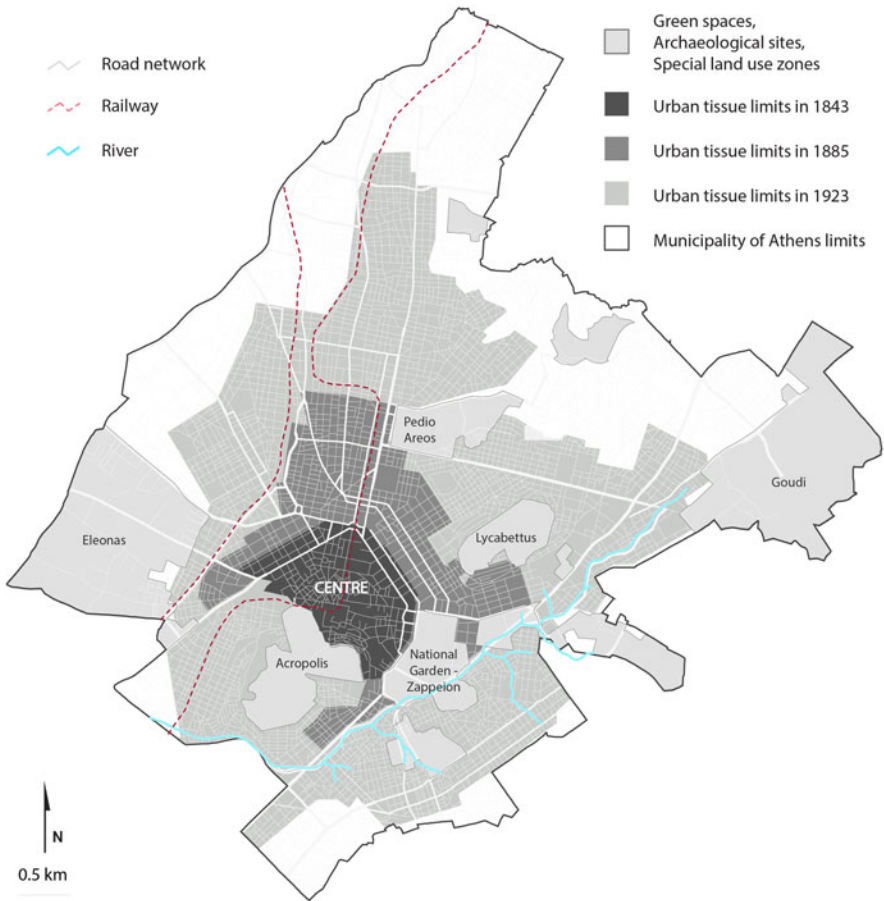 Road network
Railway
River
Green spaces,
Archaeological sites,
Special land use zones
Urban tissue limits in 1843
Urban tissue limits in 1885
Urban tissue limits in 1923
Municipality of Athens limits
Pedio
Areos
Goudi
Eleonas
Lycabettus
CENTRE
Acropolis
National
Garden -
Zappeion
N
0.5 km